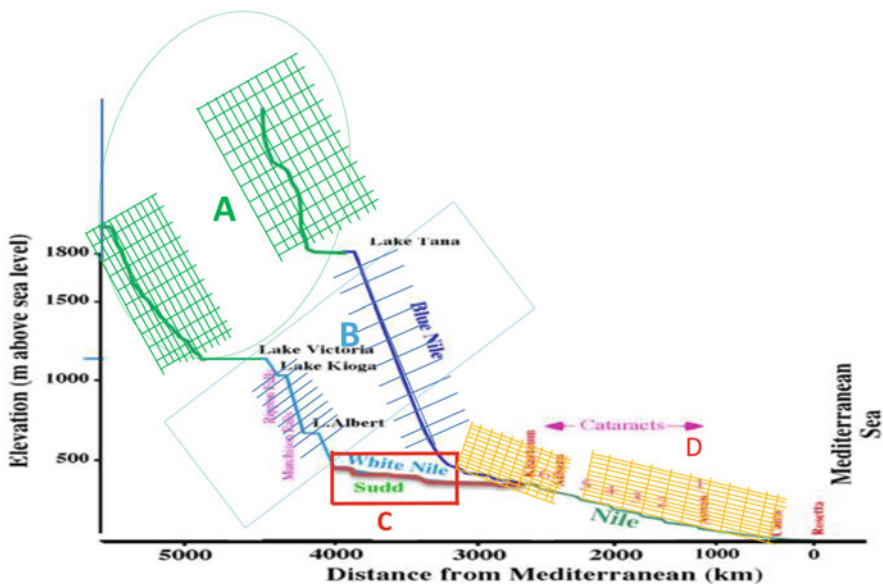 A
Lake Tana
1800
1500
B
Blue Nile
Lake Victoria
Lake Kioga
1000
Murchison Falls
L.Albert
Cataracts
D
500
White Nile
Sudd
C
Khartoum
Atbara
Aswan
Cairo
Rosetta
Nile
Elevation (m above sea level)
Mediterranean
Sea
5000
4000
3000
2000
1000
0
Distance from Mediterranean (km)